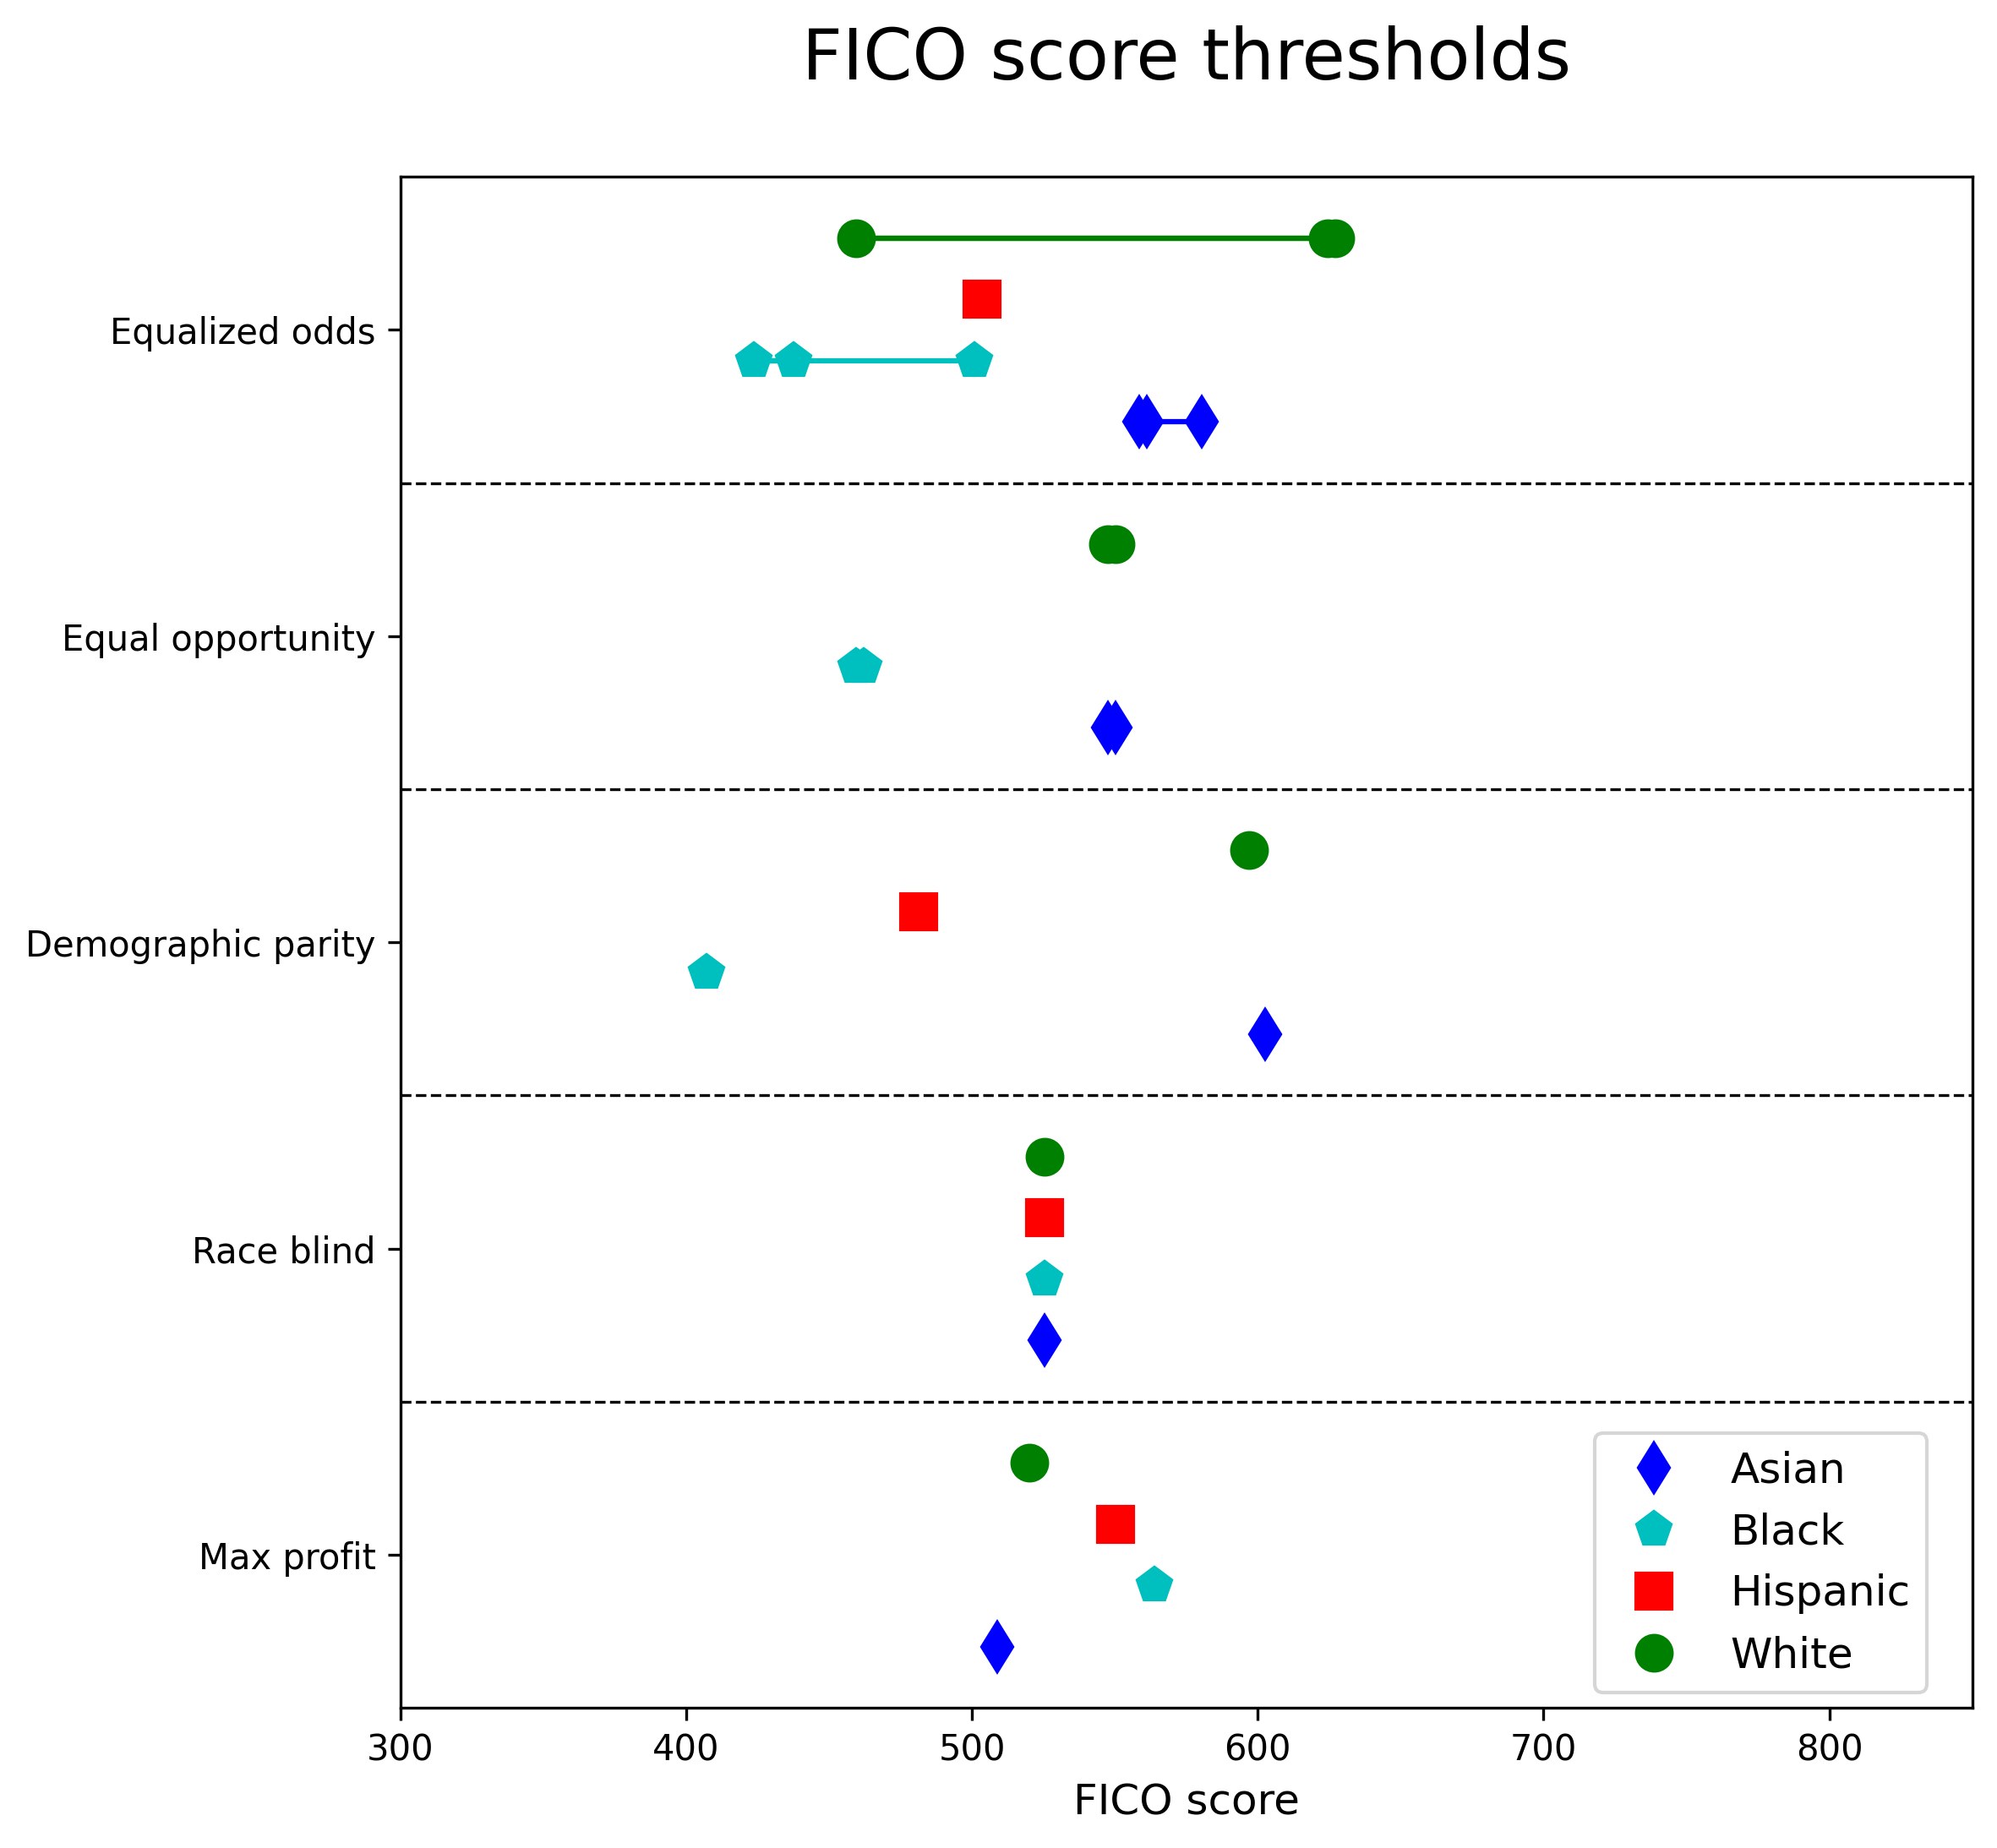 FICO score thresholds
Equalized odds
Equal opportunity
Demographic parity
Race blind
Max profit
Asian
Black
Hispanic
White
300 400 500 600 700 800
FICO score